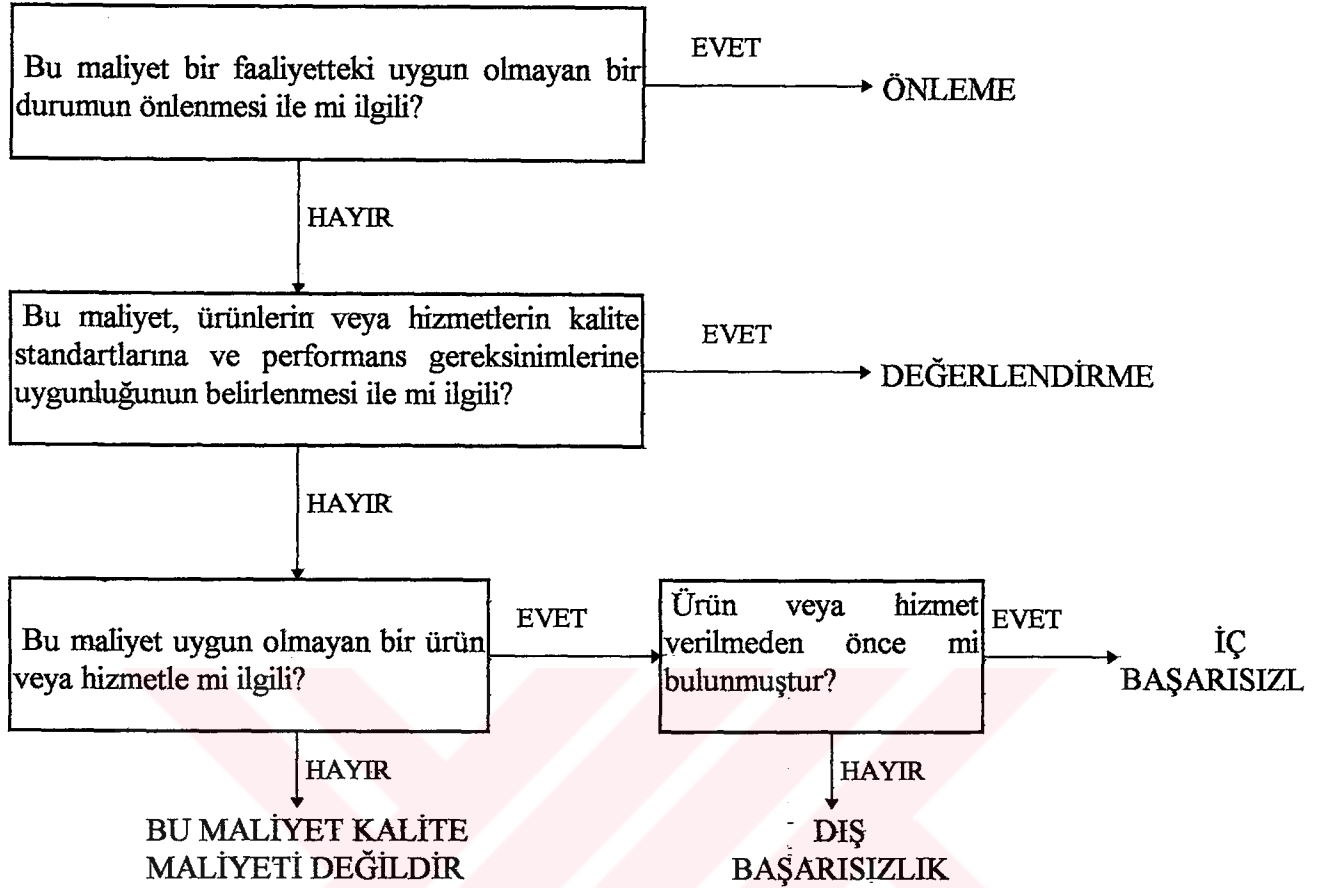 Bu maliyet bir faaliyetteki uygun olmayan bir
durumun önlenmesi ile mi ilgili?
EVET
ÖNLEME
HAYIR
Bu maliyet, ürünlerin veya hizmetlerin kalite
standartlarına ve performans gereksinimlerine
uygunluğunun belirlenmesi ile mi ilgili?
EVET
DEĞERLENDİRME
HAYIR
Bu maliyet uygun olmayan bir ürün
veya hizmetle mi ilgili?
EVET
Ürün veya hizmet
verilmeden önce mi
bulunmuştur?
EVET
İÇ
BAŞARISIZL
HAYIR
BU MALİYET KALİTE
MALİYETİ DEĞİLDİR
HAYIR
DIŞ
BAŞARISIZLIK